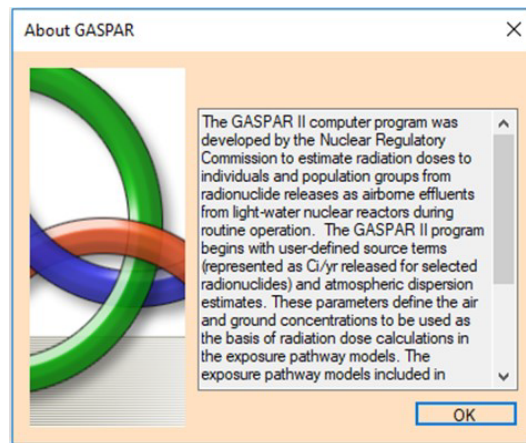 About GASPAR
The GASPAR II computer program was
developed by the Nuclear Regulatory
Commission to estimate radiation doses to
individuals and population groups from
radionuclide releases as airborne effluents
from light-water nuclear reactors during
routine operation.  The GASPAR II program
begins with user-defined source terms
(represented as Ci/yr released for selected
radionuclides) and atmospheric dispersion
estimates. These parameters define the air
and ground concentrations to be used as
the basis of radiation dose calculations in
the exposure pathway models. The
exposure pathway models included in
OK